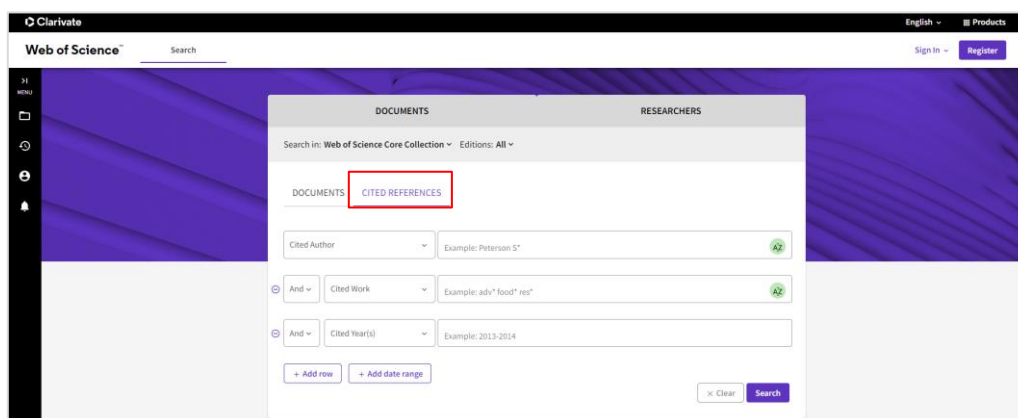 Clarivate English Products
Web of Science™ Search Sign In Register
MENU
DOCUMENTS RESEARCHERS
Search in: Web of Science Core Collection Editions: All
DOCUMENTS CITED REFERENCES
Cited Author Example: Peterson S* AZ
And Cited Work Example: adv* food* res* AZ
And Cited Year(s) Example: 2013-2014
+ Add row + Add date range
× Clear Search